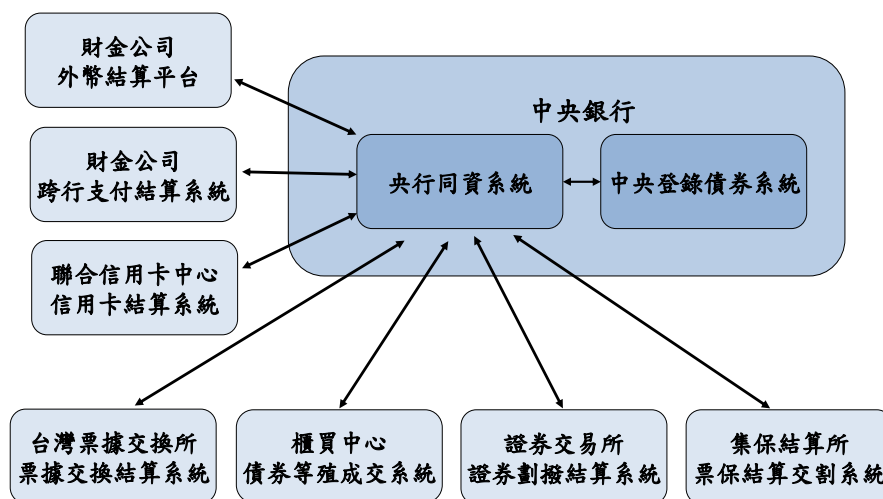 財金公司
外幣結算平台
中央銀行
財金公司
跨行支付結算系統
央行同資系統
中央登錄債券系統
聯合信用卡中心
信用卡結算系統
台灣票據交換所
票據交換結算系統
櫃買中心
債券等殖成交系統
證券交易所
證券劃撥結算系統
集保結算所
票保結算交割系統